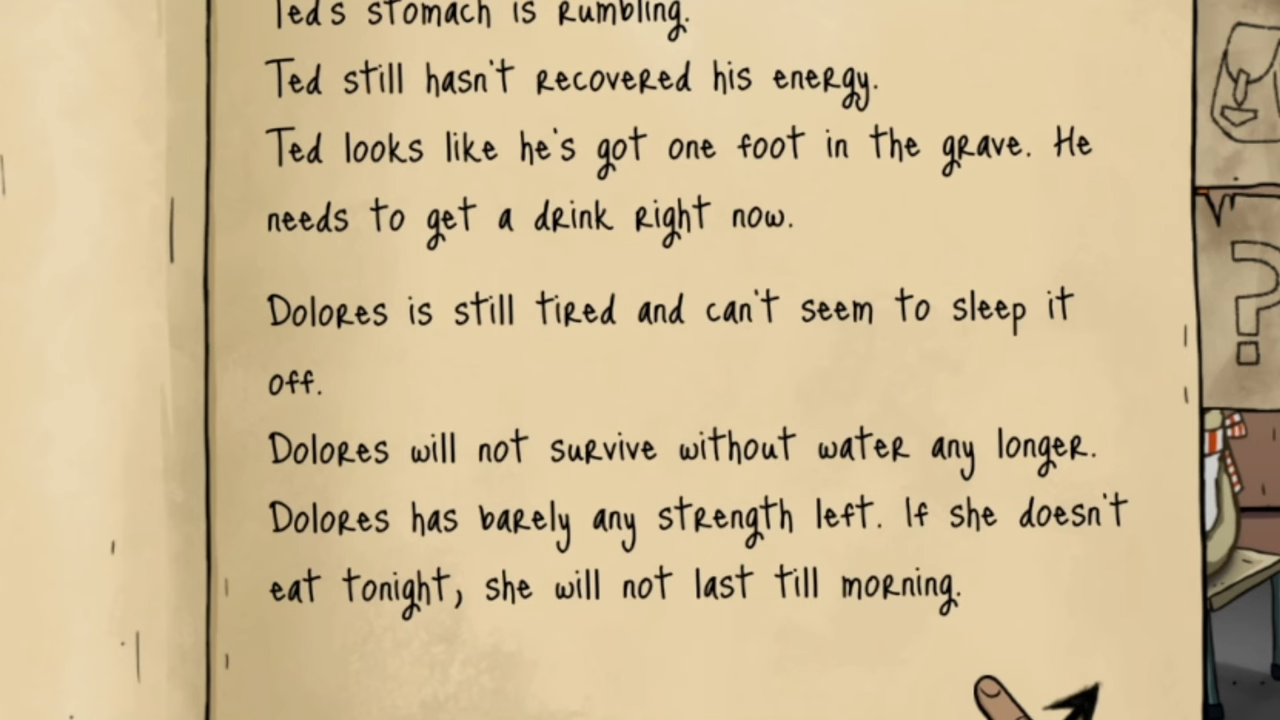 Ted's stomach is rumbling.
Ted still hasn't recovered his energy.
Ted looks like he's got one foot in the grave. He
needs to get a drink right now.
Dolores is still tired and can't seem to sleep it
off.
Dolores will not survive without water any longer.
Dolores has barely any strength left. If she doesn't
eat tonight, she will not last till morning.
?